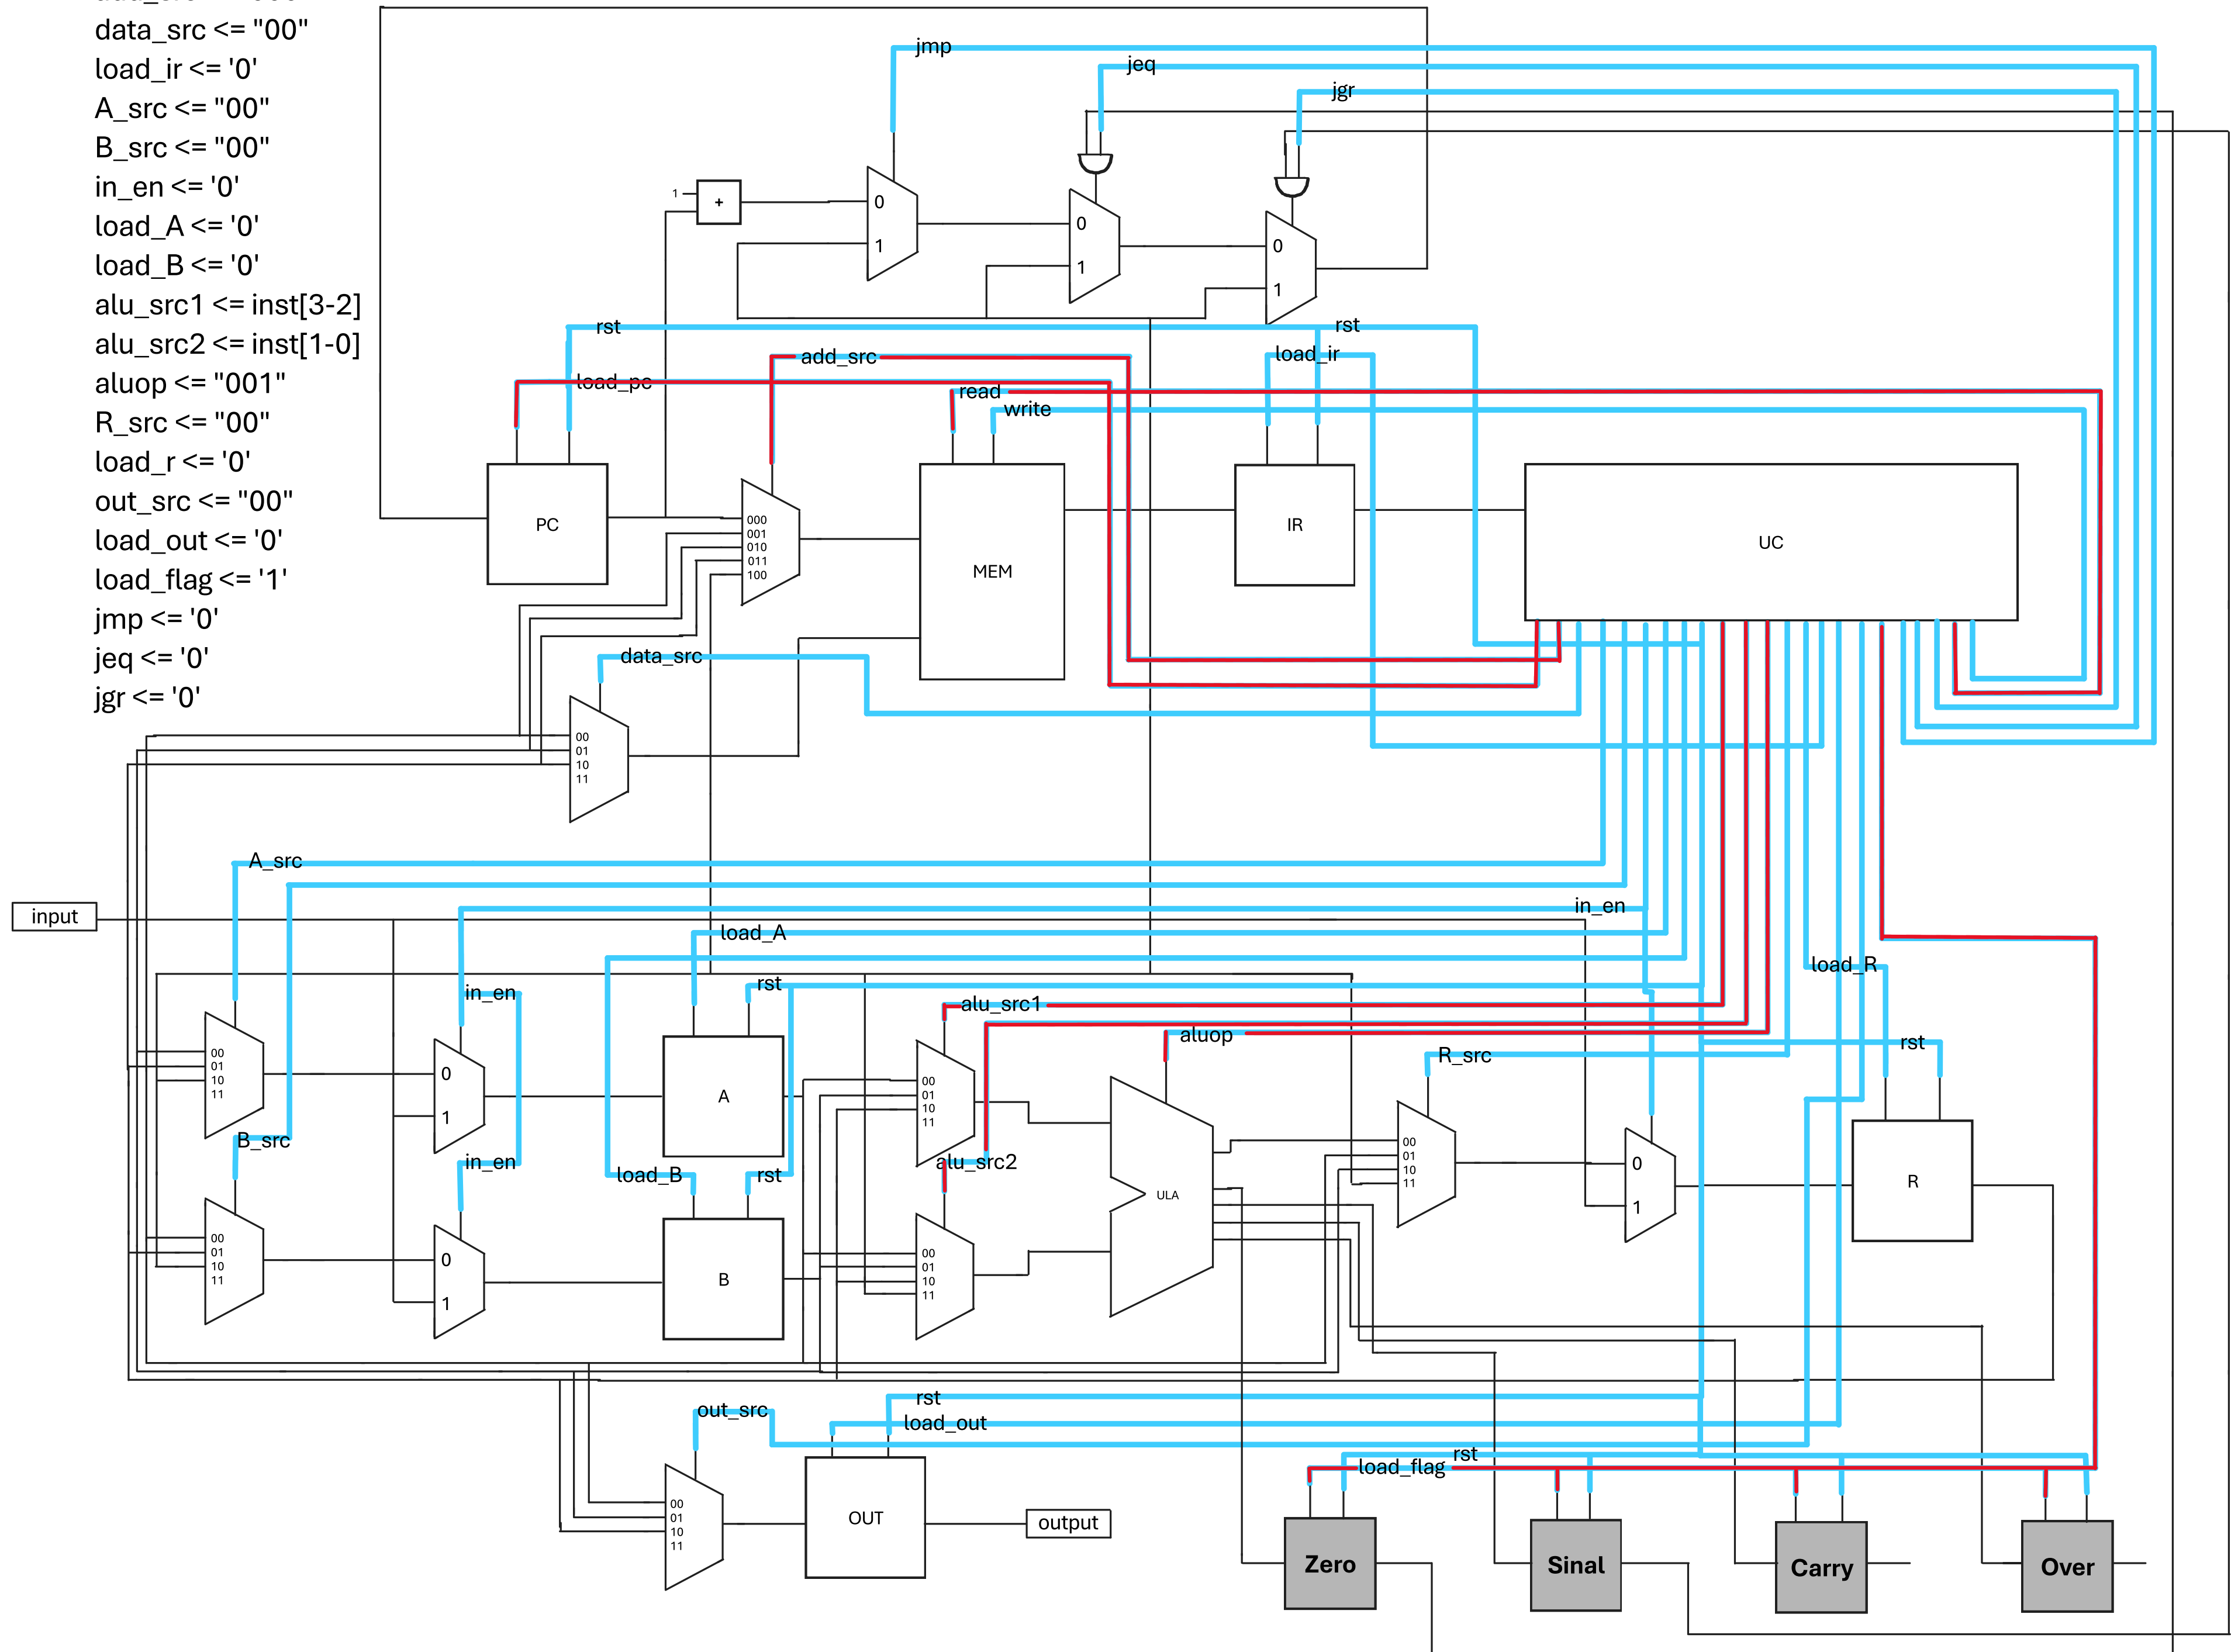 data_src <= "00"
load_ir <= '0'
A_src <= "00"
B_src <= "00"
in_en <= '0'
load_A <= '0'
load_B <= '0'
alu_src1 <= inst[3-2]
alu_src2 <= inst[1-0]
aluop <= "001"
R_src <= "00"
load_r <= '0'
out_src <= "00"
load_out <= '0'
load_flag <= '1'
jmp <= '0'
jeq <= '0'
jgr <= '0'
jmp
jeq
jgr
1
+
0
1
0
1
0
1
rst
rst
load_ir
add_src
load_pc
read
write
PC
000
001
010
011
100
MEM
IR
UC
data_src
00
01
10
11
A_src
input
in_en
load_A
load_R
in_en
rst
alu_src1
aluop
rst
R_src
00
01
10
11
0
1
A
00
01
10
11
B_src
in_en
load_B
rst
alu_src2
ULA
00
01
10
11
0
1
R
00
01
10
11
0
1
B
00
01
10
11
rst
out_src
load_out
rst
load_flag
00
01
10
11
OUT
output
Zero
Sinal
Carry
Over